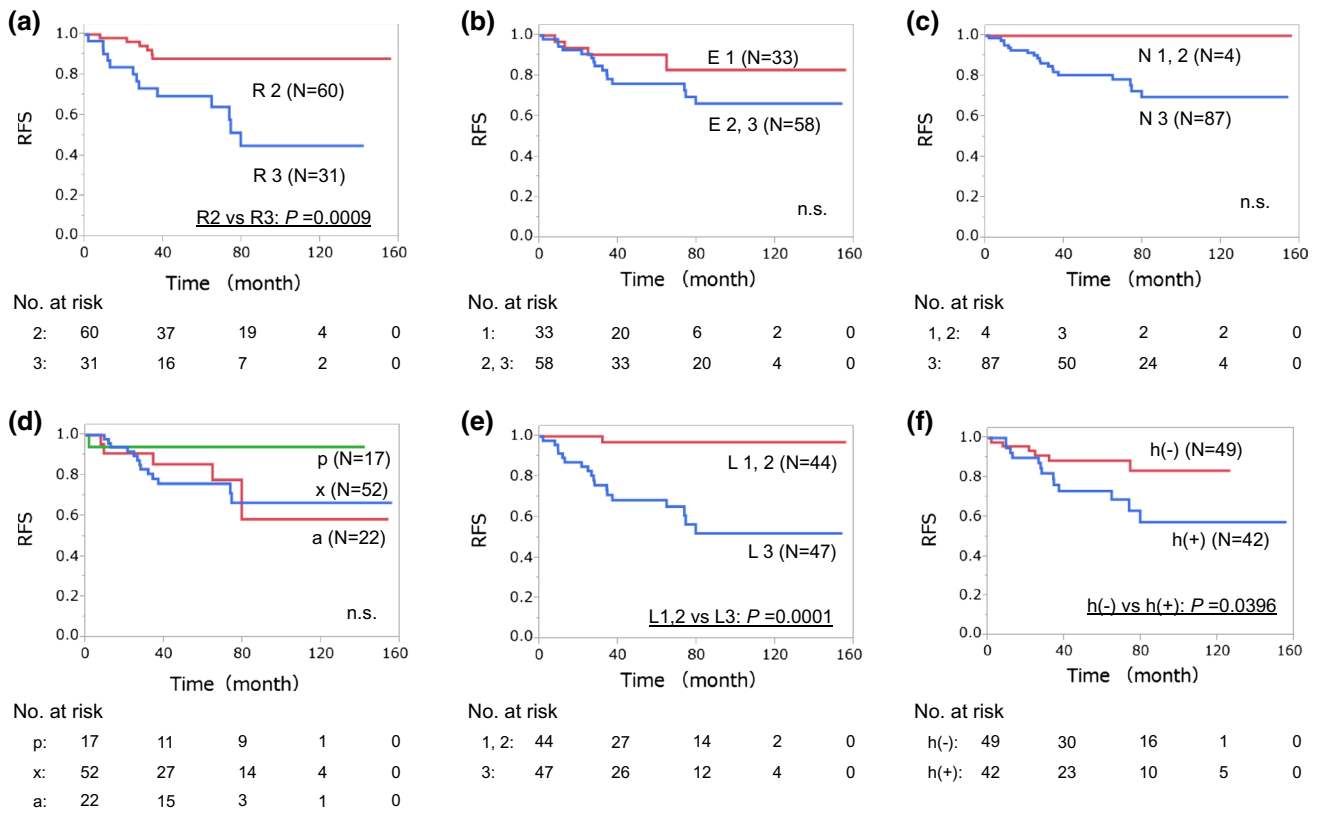 (a)
1.0
0.8
0.6
0.4
0.2
0.0
RFS
R 2 (N=60)
R 3 (N=31)
R2 vs R3: P =0.0009
0 40 80 120 160
Time (month)
No. at risk
2: 60 37 19 4 0
3: 31 16 7 2 0
(b)
1.0
0.8
0.6
0.4
0.2
0.0
RFS
E 1 (N=33)
E 2, 3 (N=58)
n.s.
0 40 80 120 160
Time (month)
No. at risk
1: 33 20 6 2 0
2, 3: 58 33 20 4 0
(c)
1.0
0.8
0.6
0.4
0.2
0.0
RFS
N 1, 2 (N=4)
N 3 (N=87)
n.s.
0 40 80 120 160
Time (month)
No. at risk
1, 2: 4 3 2 2 0
3: 87 50 24 4 0
(d)
1.0
0.8
0.6
0.4
0.2
0.0
RFS
p (N=17)
x (N=52)
a (N=22)
n.s.
0 40 80 120 160
Time (month)
No. at risk
p: 17 11 9 1 0
x: 52 27 14 4 0
a: 22 15 3 1 0
(e)
1.0
0.8
0.6
0.4
0.2
0.0
RFS
L 1, 2 (N=44)
L 3 (N=47)
L1,2 vs L3: P =0.0001
0 40 80 120 160
Time (month)
No. at risk
1, 2: 44 27 14 2 0
3: 47 26 12 4 0
(f)
1.0
0.8
0.6
0.4
0.2
0.0
RFS
h(-) (N=49)
h(+) (N=42)
h(-) vs h(+): P =0.0396
0 40 80 120 160
Time (month)
No. at risk
h(-): 49 30 16 1 0
h(+): 42 23 10 5 0